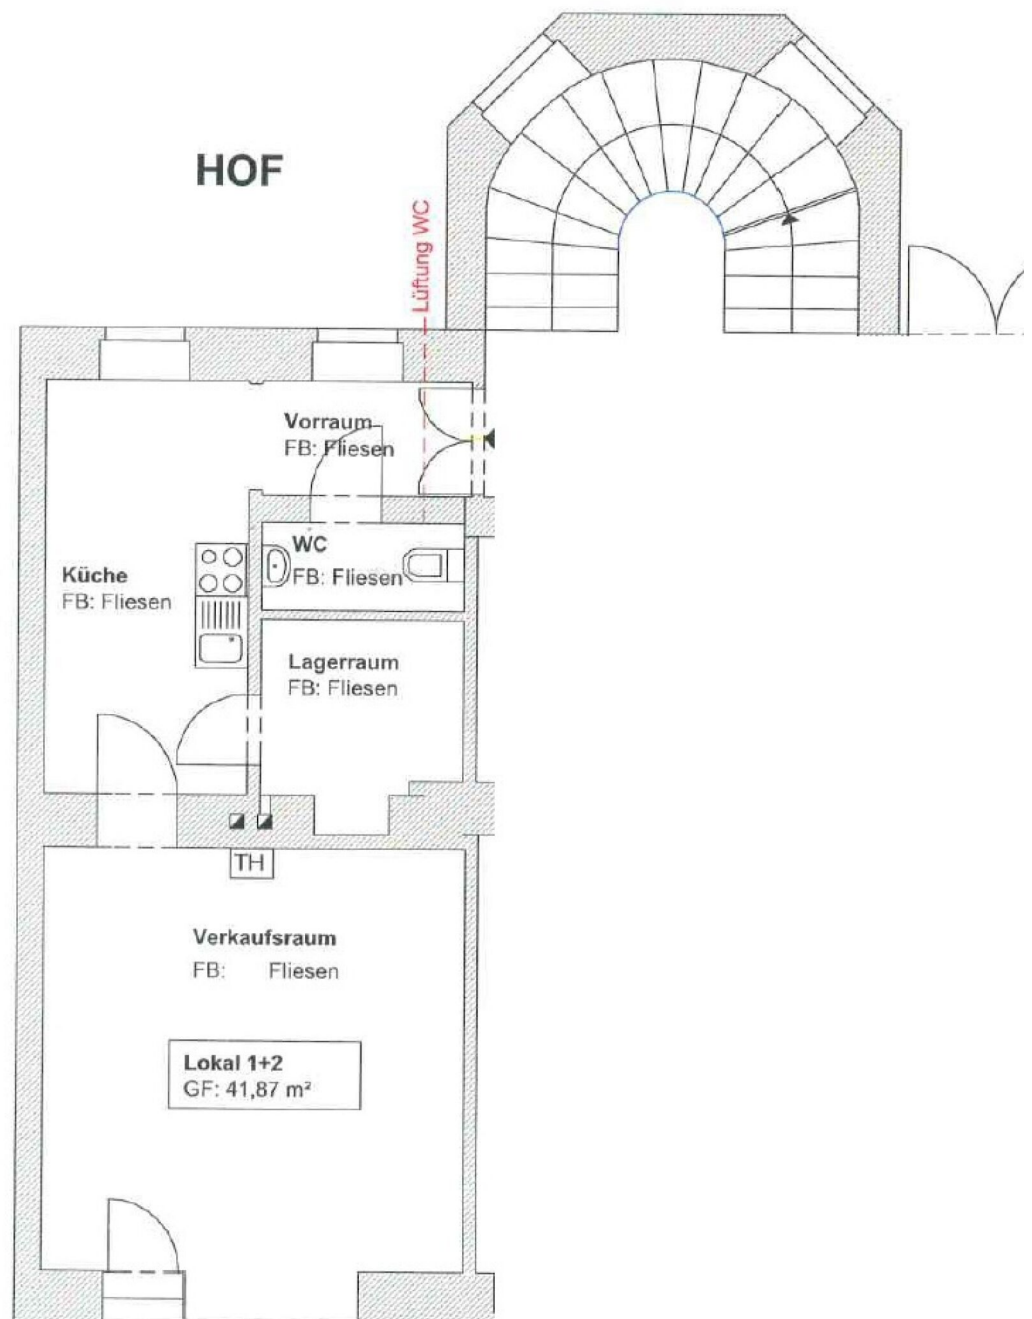 HOF
Lüftung WC
Vorraum
FB: Fliesen
WC
FB: Fliesen
Küche
FB: Fliesen
Lagerraum
FB: Fliesen
TH
Verkaufsraum
FB: Fliesen
Lokal 1+2
GF: 41,87 m²